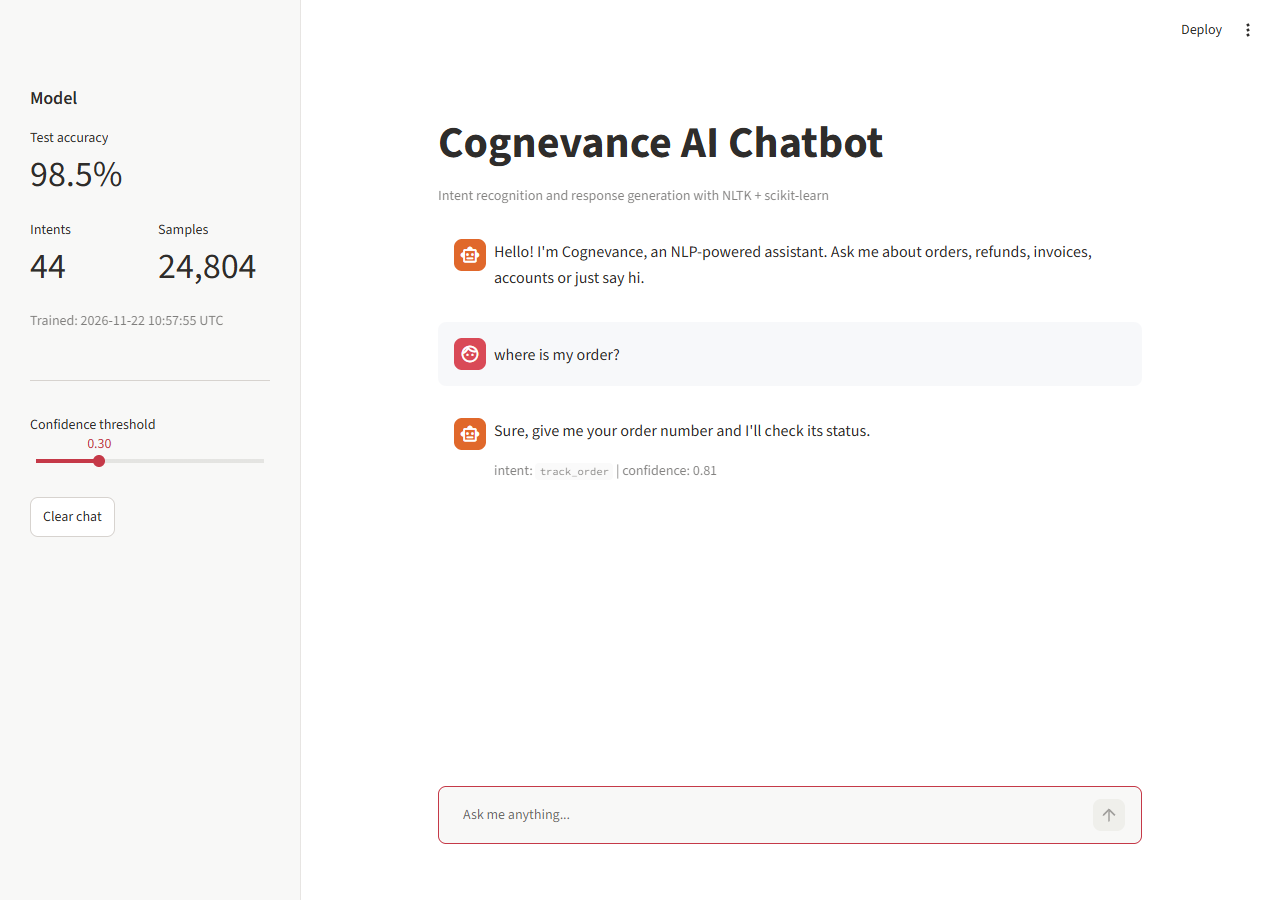 Deploy
Model
Test accuracy
98.5%
Intents
Samples
44
24,804
Trained: 2026-11-22 10:57:55 UTC
Confidence threshold
0.30
Clear chat
Cognevance AI Chatbot
Intent recognition and response generation with NLTK + scikit-learn
Hello! I'm Cognevance, an NLP-powered assistant. Ask me about orders, refunds, invoices,
accounts or just say hi.
where is my order?
Sure, give me your order number and I'll check its status.
intent: track_order | confidence: 0.81
Ask me anything...